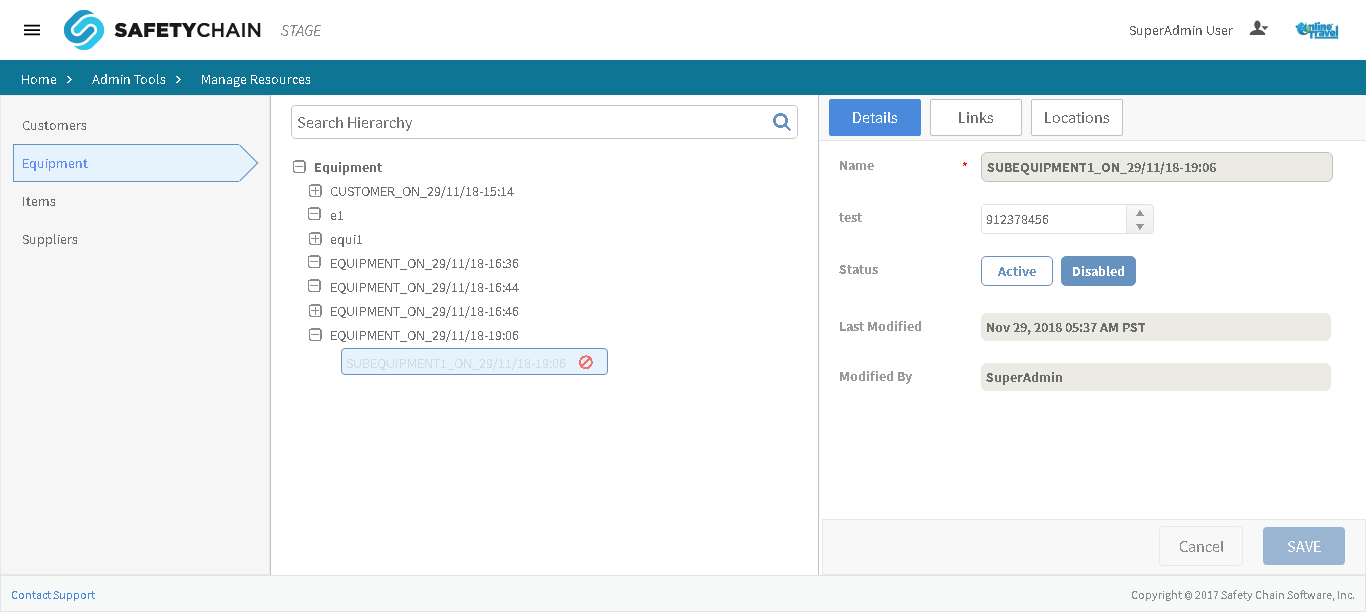 SAFETYCHAIN STAGE
SuperAdmin User
Online Travel
Home > Admin Tools > Manage Resources
Customers
Equipment
Items
Suppliers
Search Hierarchy
Equipment
CUSTOMER_ON_29/11/18-15:14
e1
equi1
EQUIPMENT_ON_29/11/18-16:36
EQUIPMENT_ON_29/11/18-16:44
EQUIPMENT_ON_29/11/18-16:46
EQUIPMENT_ON_29/11/18-19:06
SUBEQUIPMENT1_ON_29/11/18-19:06
Details Links Locations
Name * SUBEQUIPMENT1_ON_29/11/18-19:06
test 912378456
Status Active Disabled
Last Modified Nov 29, 2018 05:37 AM PST
Modified By SuperAdmin
Cancel SAVE
Contact Support
Copyright © 2017 Safety Chain Software, Inc.